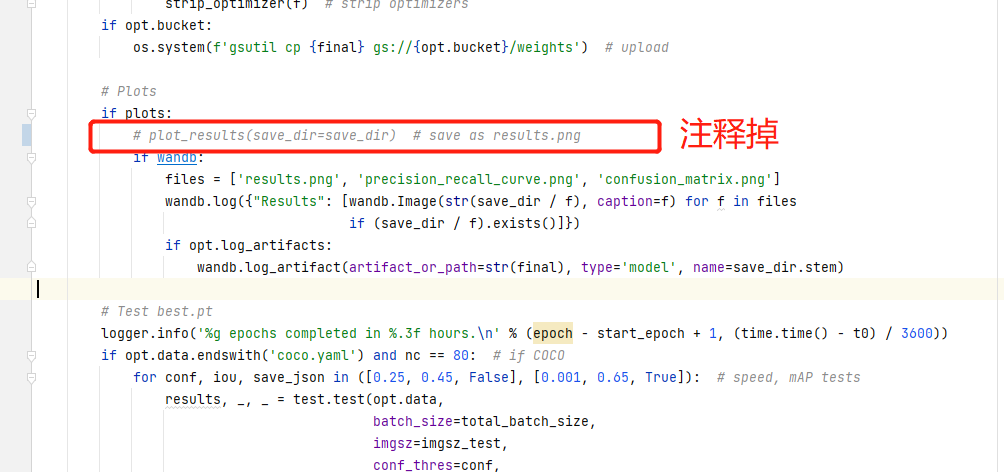 strip_optimizer(f)  # strip optimizers
if opt.bucket:
os.system(f'gsutil cp {final} gs://{opt.bucket}/weights')  # upload
# Plots
if plots:
# plot_results(save_dir=save_dir)  # save as results.png
注释掉
if wandb:
files = ['results.png', 'precision_recall_curve.png', 'confusion_matrix.png']
wandb.log({"Results": [wandb.Image(str(save_dir / f), caption=f) for f in files
if (save_dir / f).exists()]})
if opt.log_artifacts:
wandb.log_artifact(artifact_or_path=str(final), type='model', name=save_dir.stem)
# Test best.pt
logger.info('%g epochs completed in %.3f hours.\n' % (epoch - start_epoch + 1, (time.time() - t0) / 3600))
if opt.data.endswith('coco.yaml') and nc == 80:  # if COCO
for conf, iou, save_json in ([0.25, 0.45, False], [0.001, 0.65, True]):  # speed, mAP tests
results, _, _ = test.test(opt.data,
batch_size=total_batch_size,
imgsz=imgsz_test,
conf_thres=conf,